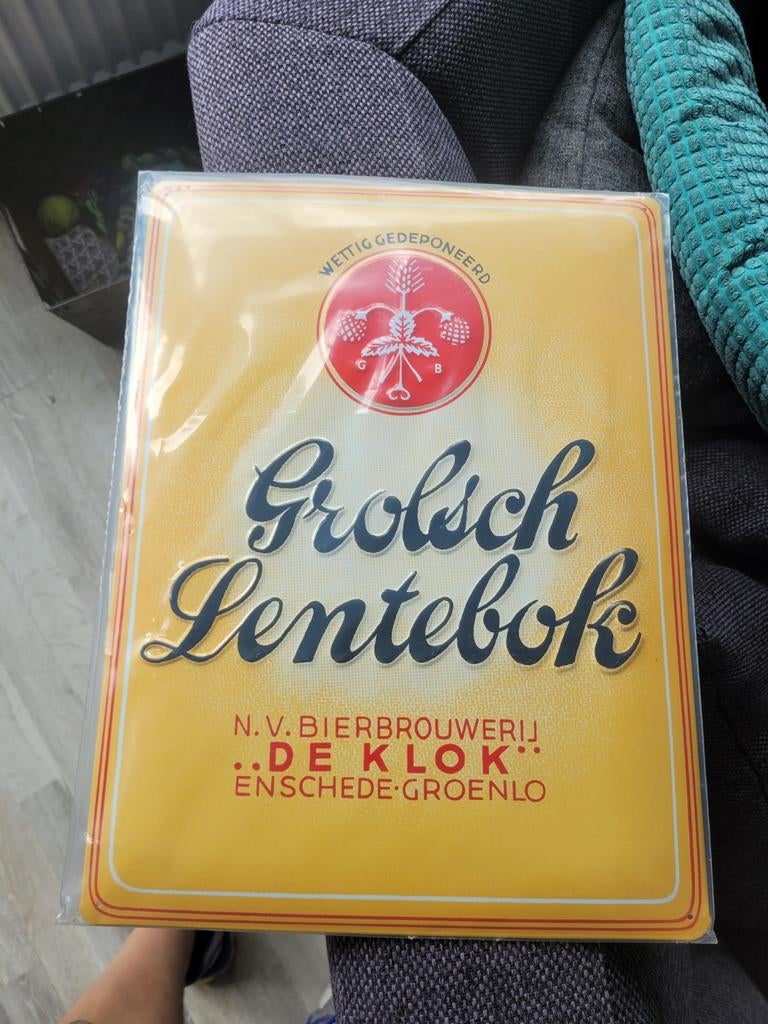 WETTIG GEDEPONEERD
G B
Grolsch
Lentebok
N.V. BIERBROUWERIJ
„DE KLOK”
ENSCHEDE·GROENLO